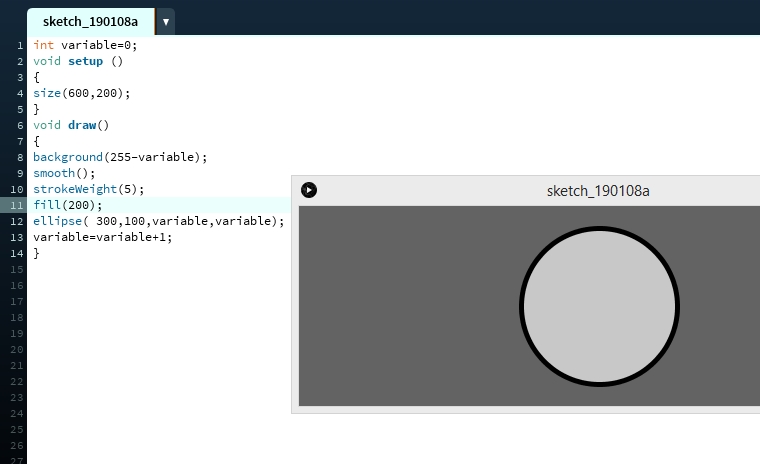 sketch_190108a ▼
1 int variable=0;
2 void setup ()
3 {
4 size(600,200);
5 }
6 void draw()
7 {
8 background(255-variable);
9 smooth();
10 strokeWeight(5);
11 fill(200);
12 ellipse( 300,100,variable,variable);
13 variable=variable+1;
14 }
15
16
17
18
19
20
21
22
23
24
25
26
27
sketch_190108a